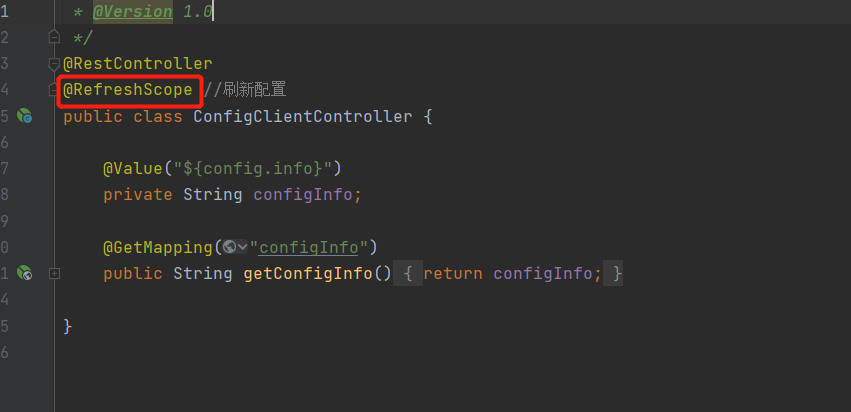 1 * @Version 1.0
2 */
3 @RestController
4 @RefreshScope //刷新配置
5 public class ConfigClientController {
6
7 @Value("${config.info}")
8 private String configInfo;
9
0 @GetMapping("configInfo")
1 public String getConfigInfo() { return configInfo; }
4
5 }
6